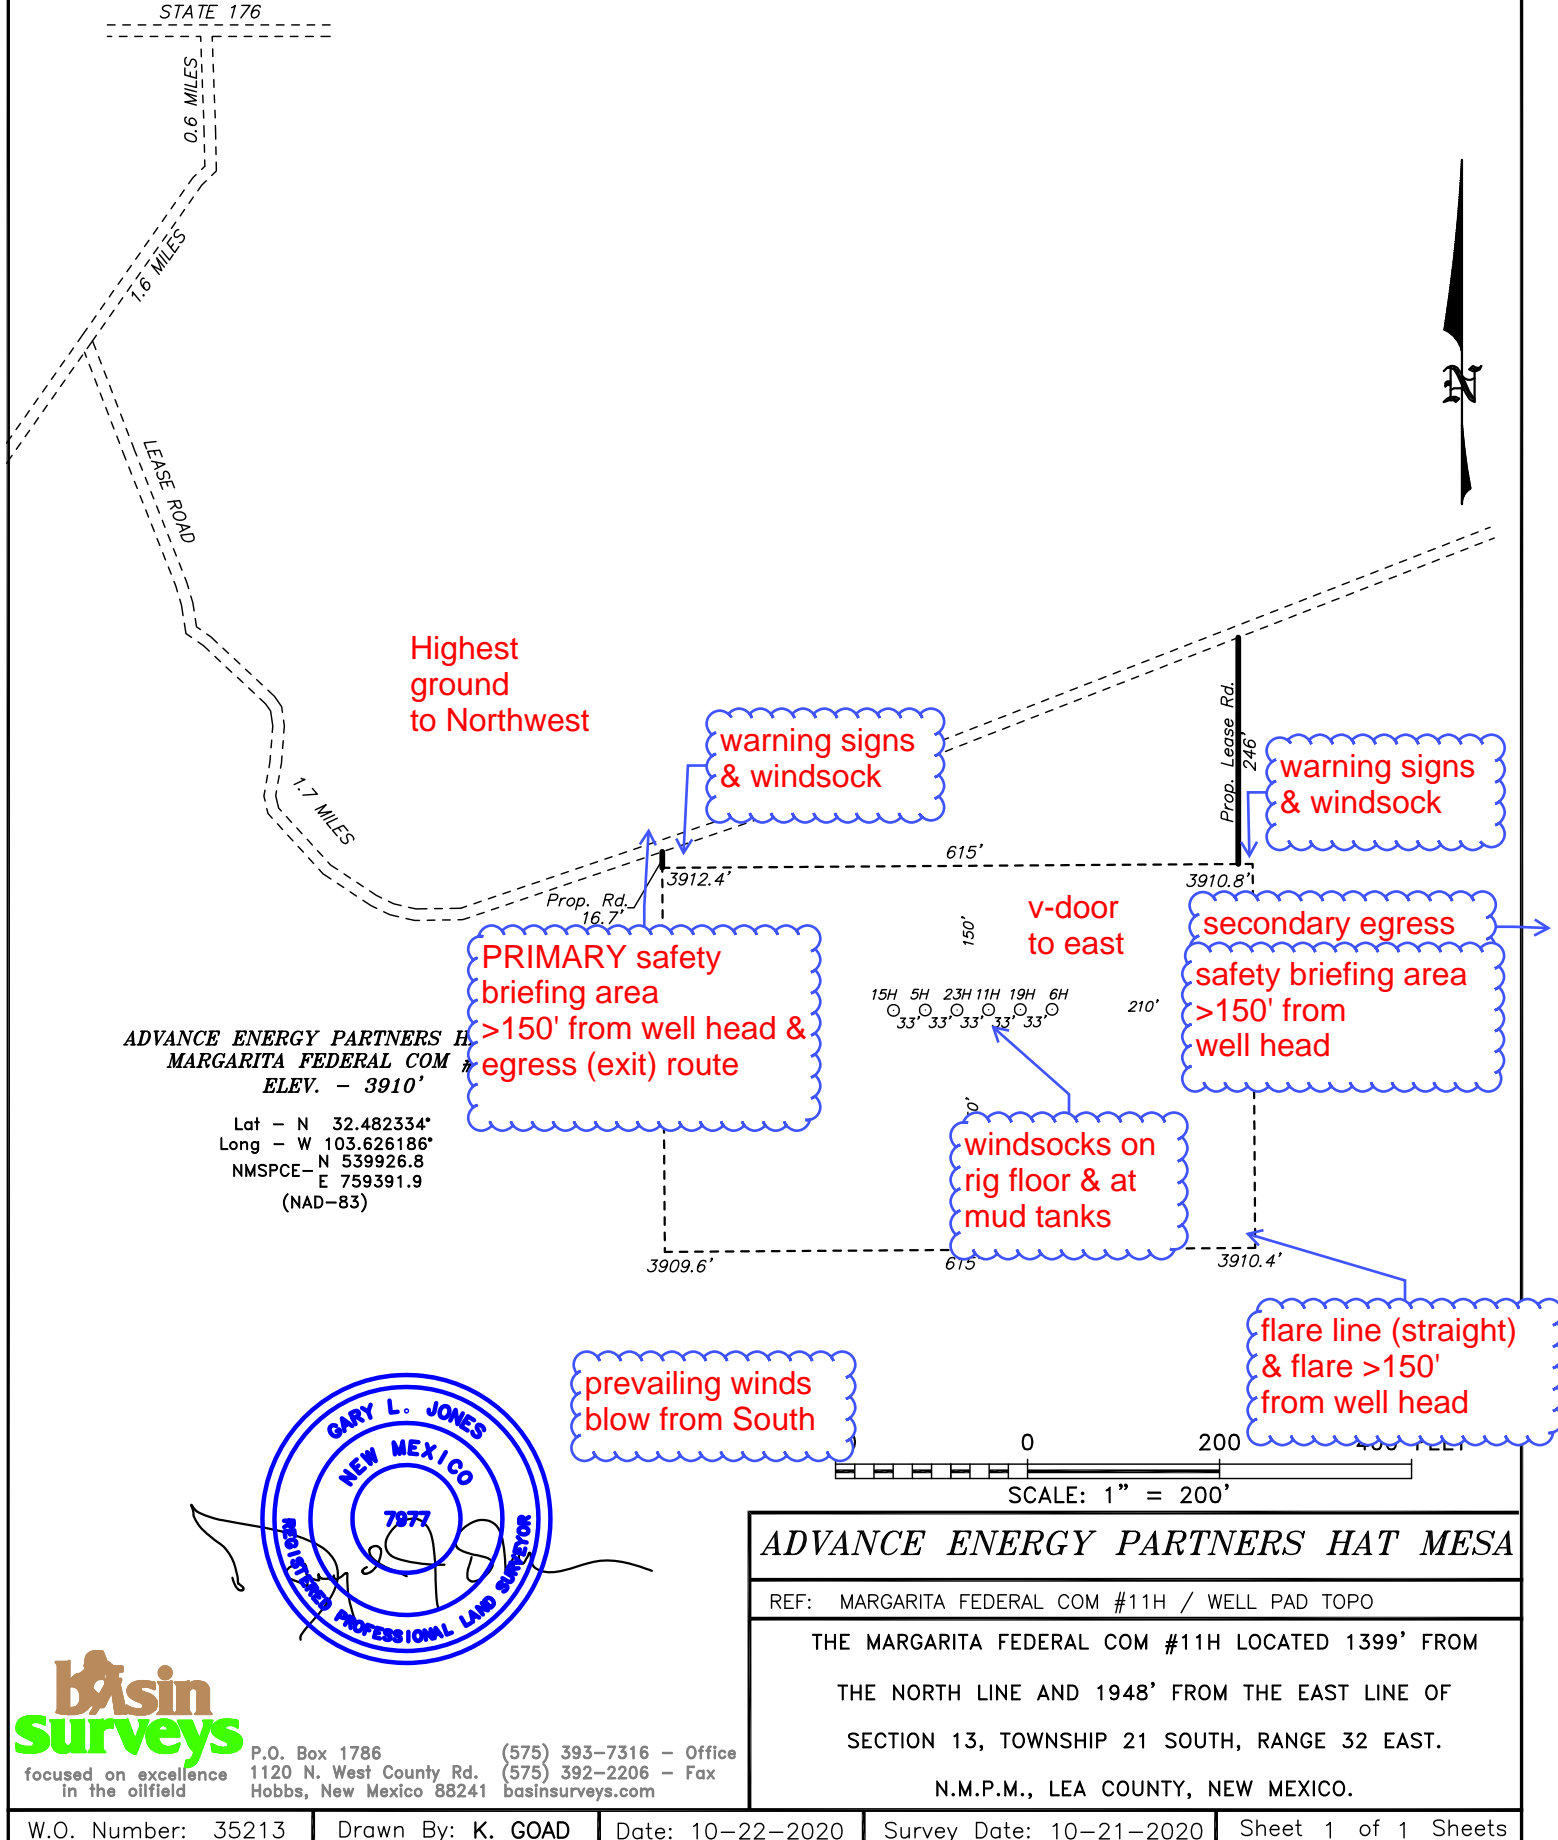 STATE 176
0.6 MILES
1.6 MILES
LEASE ROAD
1.7 MILES
N
Highest
ground
to Northwest
warning signs
& windsock
Prop. Lease Rd.
246'
warning signs
& windsock
615'
3912.4'
3910.8'
Prop. Rd.
16.7'
150'
v-door
to east
secondary egress
PRIMARY safety
briefing area
>150' from well head &
egress (exit) route
safety briefing area
>150' from
well head
15H 5H 23H 11H 19H 6H
33' 33' 33' 33' 33'
210'
ADVANCE ENERGY PARTNERS
MARGARITA FEDERAL COM
ELEV. - 3910'
Lat - N 32.482334°
Long - W 103.626186°
NMSPCE- N 539926.8
E 759391.9
(NAD-83)
windsocks on
rig floor & at
mud tanks
3909.6'
615
3910.4'
flare line (straight)
& flare >150'
from well head
prevailing winds
blow from South
0 200
SCALE: 1" = 200'
GARY L. JONES
NEW MEXICO
7977
REGISTERED PROFESSIONAL LAND SURVEYOR
ADVANCE ENERGY PARTNERS HAT MESA
REF: MARGARITA FEDERAL COM #11H / WELL PAD TOPO
THE MARGARITA FEDERAL COM #11H LOCATED 1399' FROM
THE NORTH LINE AND 1948' FROM THE EAST LINE OF
SECTION 13, TOWNSHIP 21 SOUTH, RANGE 32 EAST.
N.M.P.M., LEA COUNTY, NEW MEXICO.
basin
surveys
focused on excellence
in the oilfield
P.O. Box 1786
1120 N. West County Rd.
Hobbs, New Mexico 88241
(575) 393-7316 - Office
(575) 392-2206 - Fax
basinsurveys.com
W.O. Number: 35213
Drawn By: K. GOAD
Date: 10-22-2020
Survey Date: 10-21-2020
Sheet 1 of 1 Sheets